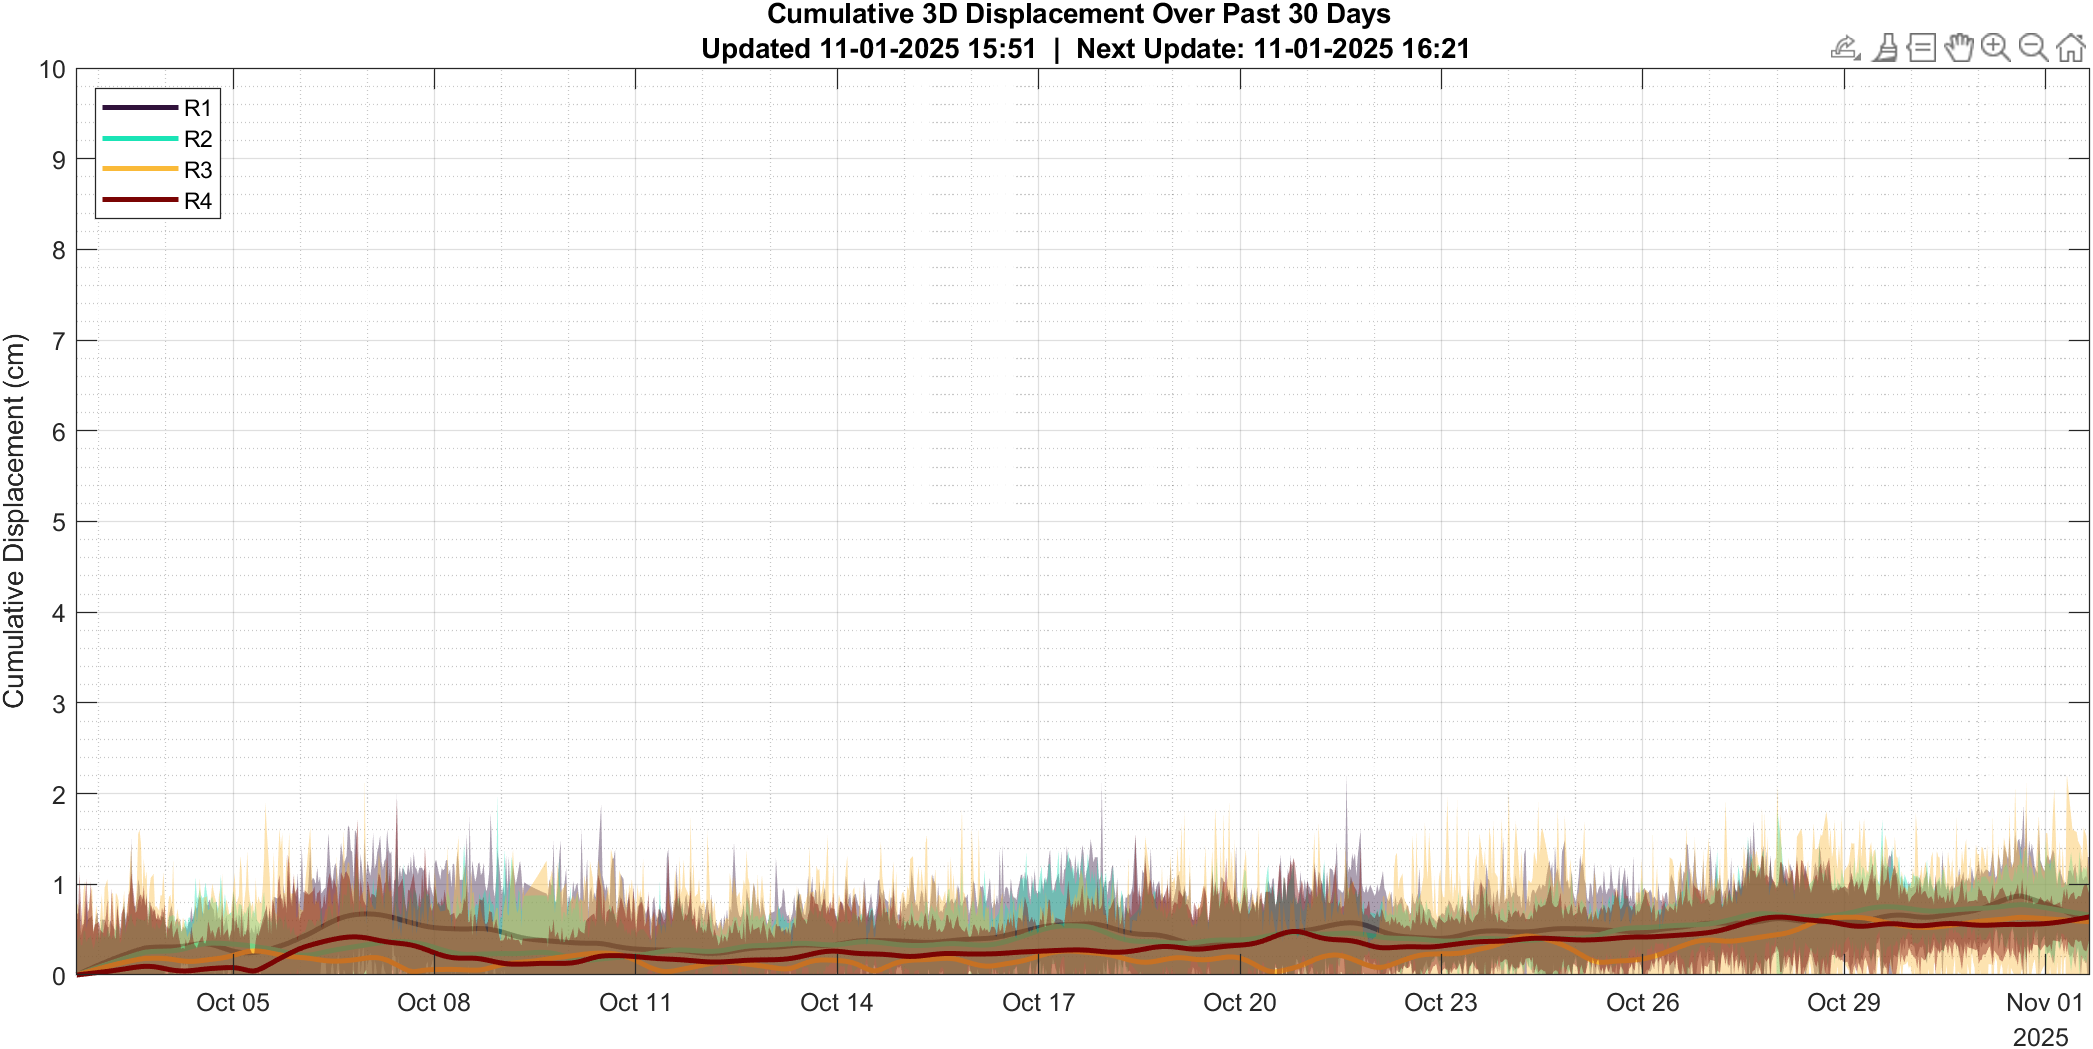 Cumulative 3D Displacement Over Past 30 Days
Updated 11-01-2025 15:51 | Next Update: 11-01-2025 16:21
R1
R2
R3
R4
Cumulative Displacement (cm)
10
9
8
7
6
5
4
3
2
1
0
Oct 05 Oct 08 Oct 11 Oct 14 Oct 17 Oct 20 Oct 23 Oct 26 Oct 29 Nov 01
2025